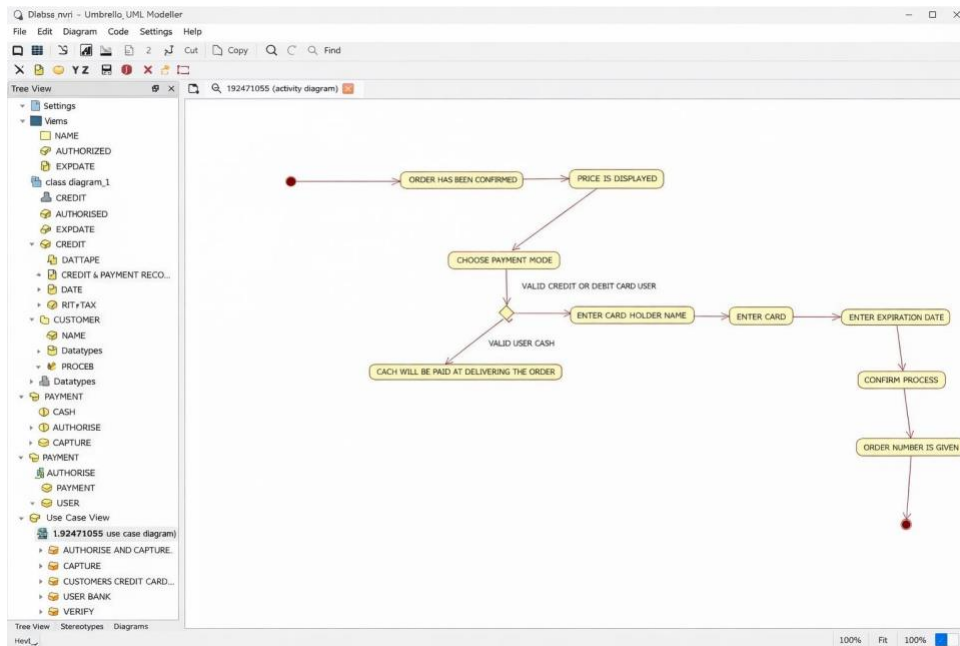 Dlabsa_nvri - Umbrello_UML Modeller
File Edit Diagram Code Settings Help
2 Cut Copy Find
Y Z
Tree View
192471055 (activity diagram)
Settings
Viems
NAME
AUTHORIZED
EXPDATE
class diagram_1
CREDIT
AUTHORISED
EXPDATE
CREDIT
DATTAPE
CREDIT & PAYMENT RECO...
DATE
CUSTOMER
NAME
Datatypes
PROCEB
Datatypes
PAYMENT
CASH
AUTHORISE
CAPTURE
PAYMENT
AUTHORISE
PAYMENT
USER
Use Case View
1.92471055 use case diagram)
AUTHORISE AND CAPTURE.
CAPTURE
CUSTOMERS CREDIT CARD...
USER BANK
VERIFY
Tree View Stereotypes Diagrams
ORDER HAS BEEN CONFIRMED
PRICE IS DISPLAYED
CHOOSE PAYMENT MODE
VALID CREDIT OR DEBIT CARD USER
ENTER CARD HOLDER NAME
ENTER CARD
ENTER EXPIRATION DATE
VALID USER CASH
CACH WILL BE PAID AT DELIVERING THE ORDER
CONFIRM PROCESS
ORDER NUMBER IS GIVEN
100% Fit 100%